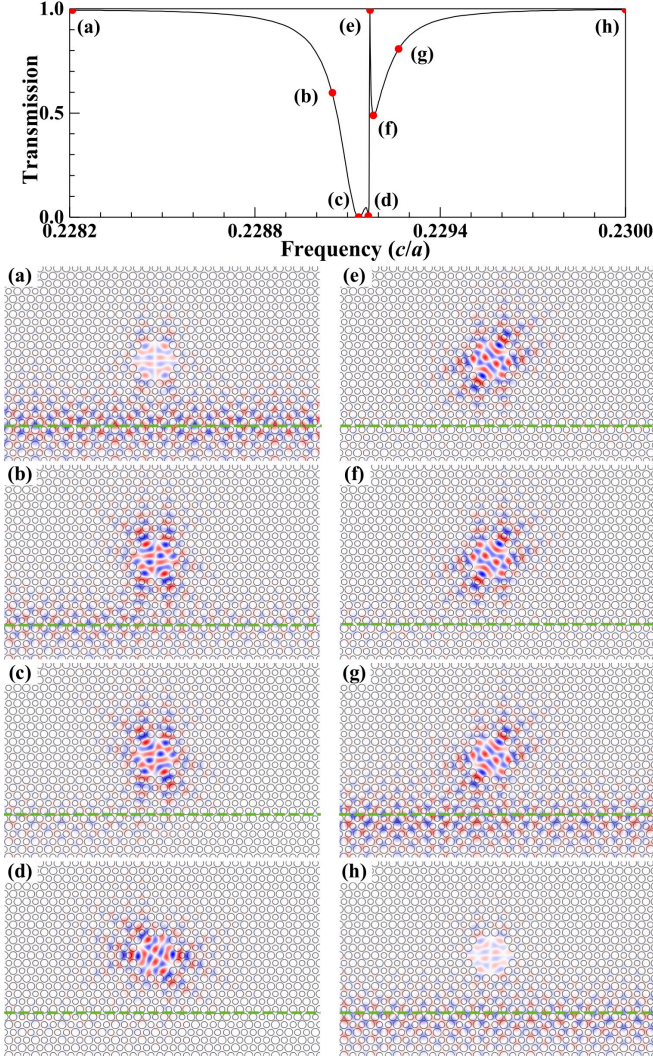 Transmission
1.0
0.5
0.0
(a)
(e)
(h)
(g)
(b)
(f)
(c)
(d)
0.2282
0.2288
0.2294
0.2300
Frequency (c/a)
(a)
(e)
(b)
(f)
(c)
(g)
(d)
(h)